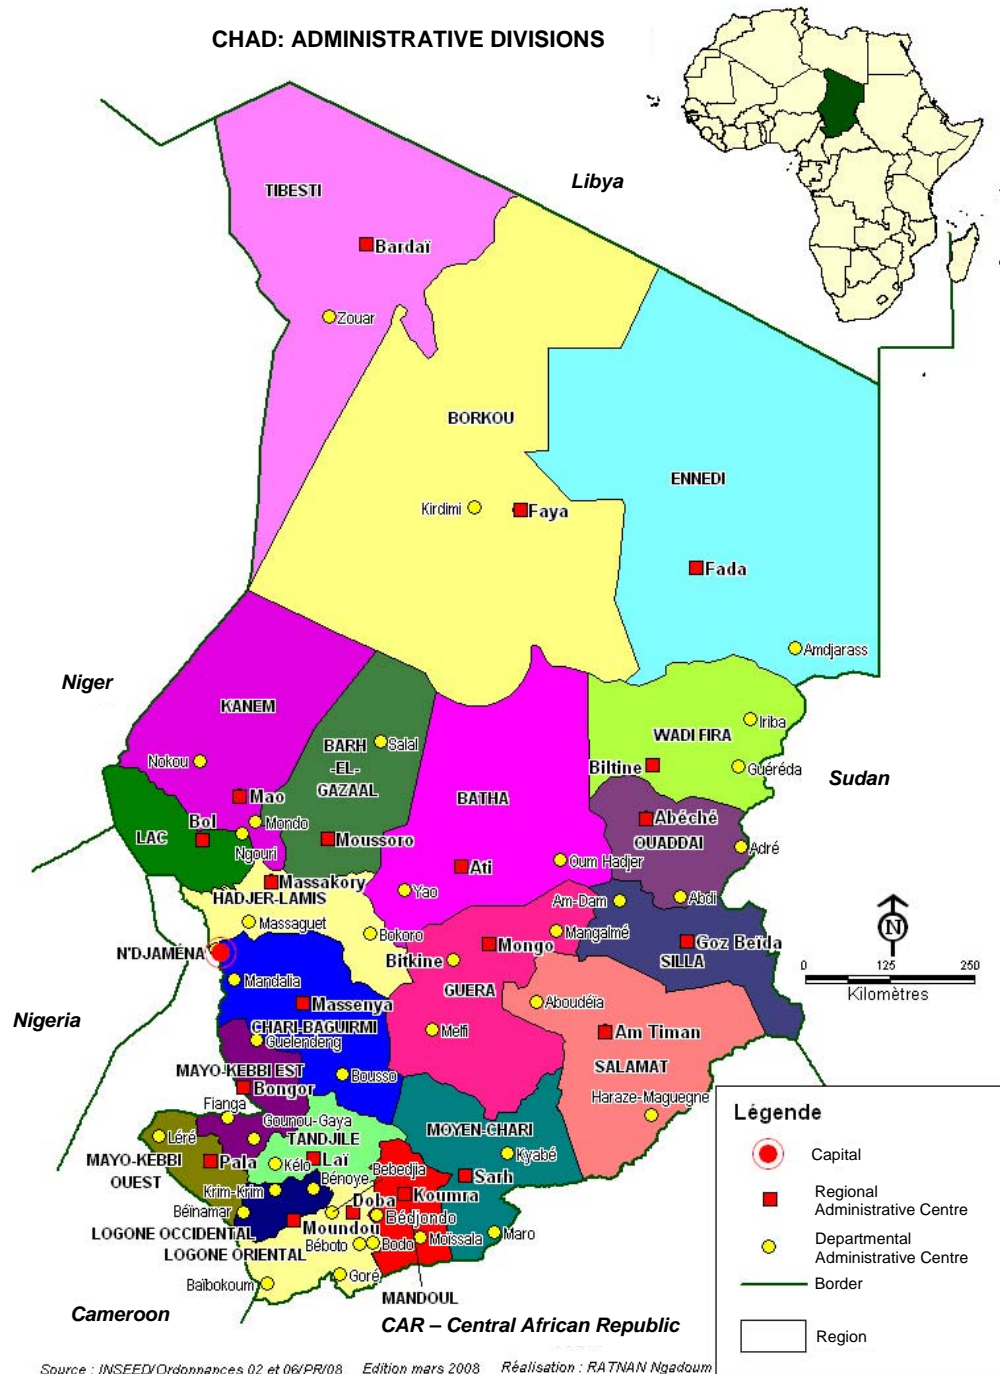 CHAD: ADMINISTRATIVE DIVISIONS
Libya
TIBESTI
Bardaï
Zouar
BORKOU
ENNEDI
Kirdimi
Faya
Fada
Amdjarass
Niger
KANEM
Iriba
WADI FIRA
BARH
-EL-
GAZAAL
Salal
Nokou
Biltine
Guéréda
Sudan
Mao
BATHA
Bol
Mondo
Abéché
LAC
Moussoro
OUADDAI
Ngouri
Adré
Oum Hadjer
Ati
Massakory
Yao
HADJER-LAMIS
Am-Dam
Abdi
Massaguet
Bokoro
Mangalmé
Mongo
Goz Beïda
N'DJAMÉNA
Bitkine
SILLA
Mandalia
GUERA
N
0 125 250
Kilomètres
Massenya
Aboudéïa
Nigeria
CHARI-BAGUIRMI
Melfi
Am Timan
Guelendeng
SALAMAT
MAYO-KEBBI EST
Bousso
Bongor
Haraze-Maguegne
Fianga
Gounou-Gaya
MOYEN-CHARI
Léré
TANDJILE
Kyabé
MAYO-KEBBI
OUEST
Pala
Kélo
Laï
Bebedjia
Sarh
Krim-Krim
Bénoye
Koumra
Doba
Béïnamar
Bédjondo
LOGONE OCCIDENTAL
Moundou
Maro
LOGONE ORIENTAL
Béboto
Bodo
Moïssala
Baïbokoum
Goré
MANDOUL
Cameroon
CAR – Central African Republic
Légende
Capital
Regional
Administrative Centre
Departmental
Administrative Centre
Border
Region
Source : INSEED/Ordonnances 02 et 06/PR/08 Edition mars 2008 Réalisation : RATNAN Ngadoum